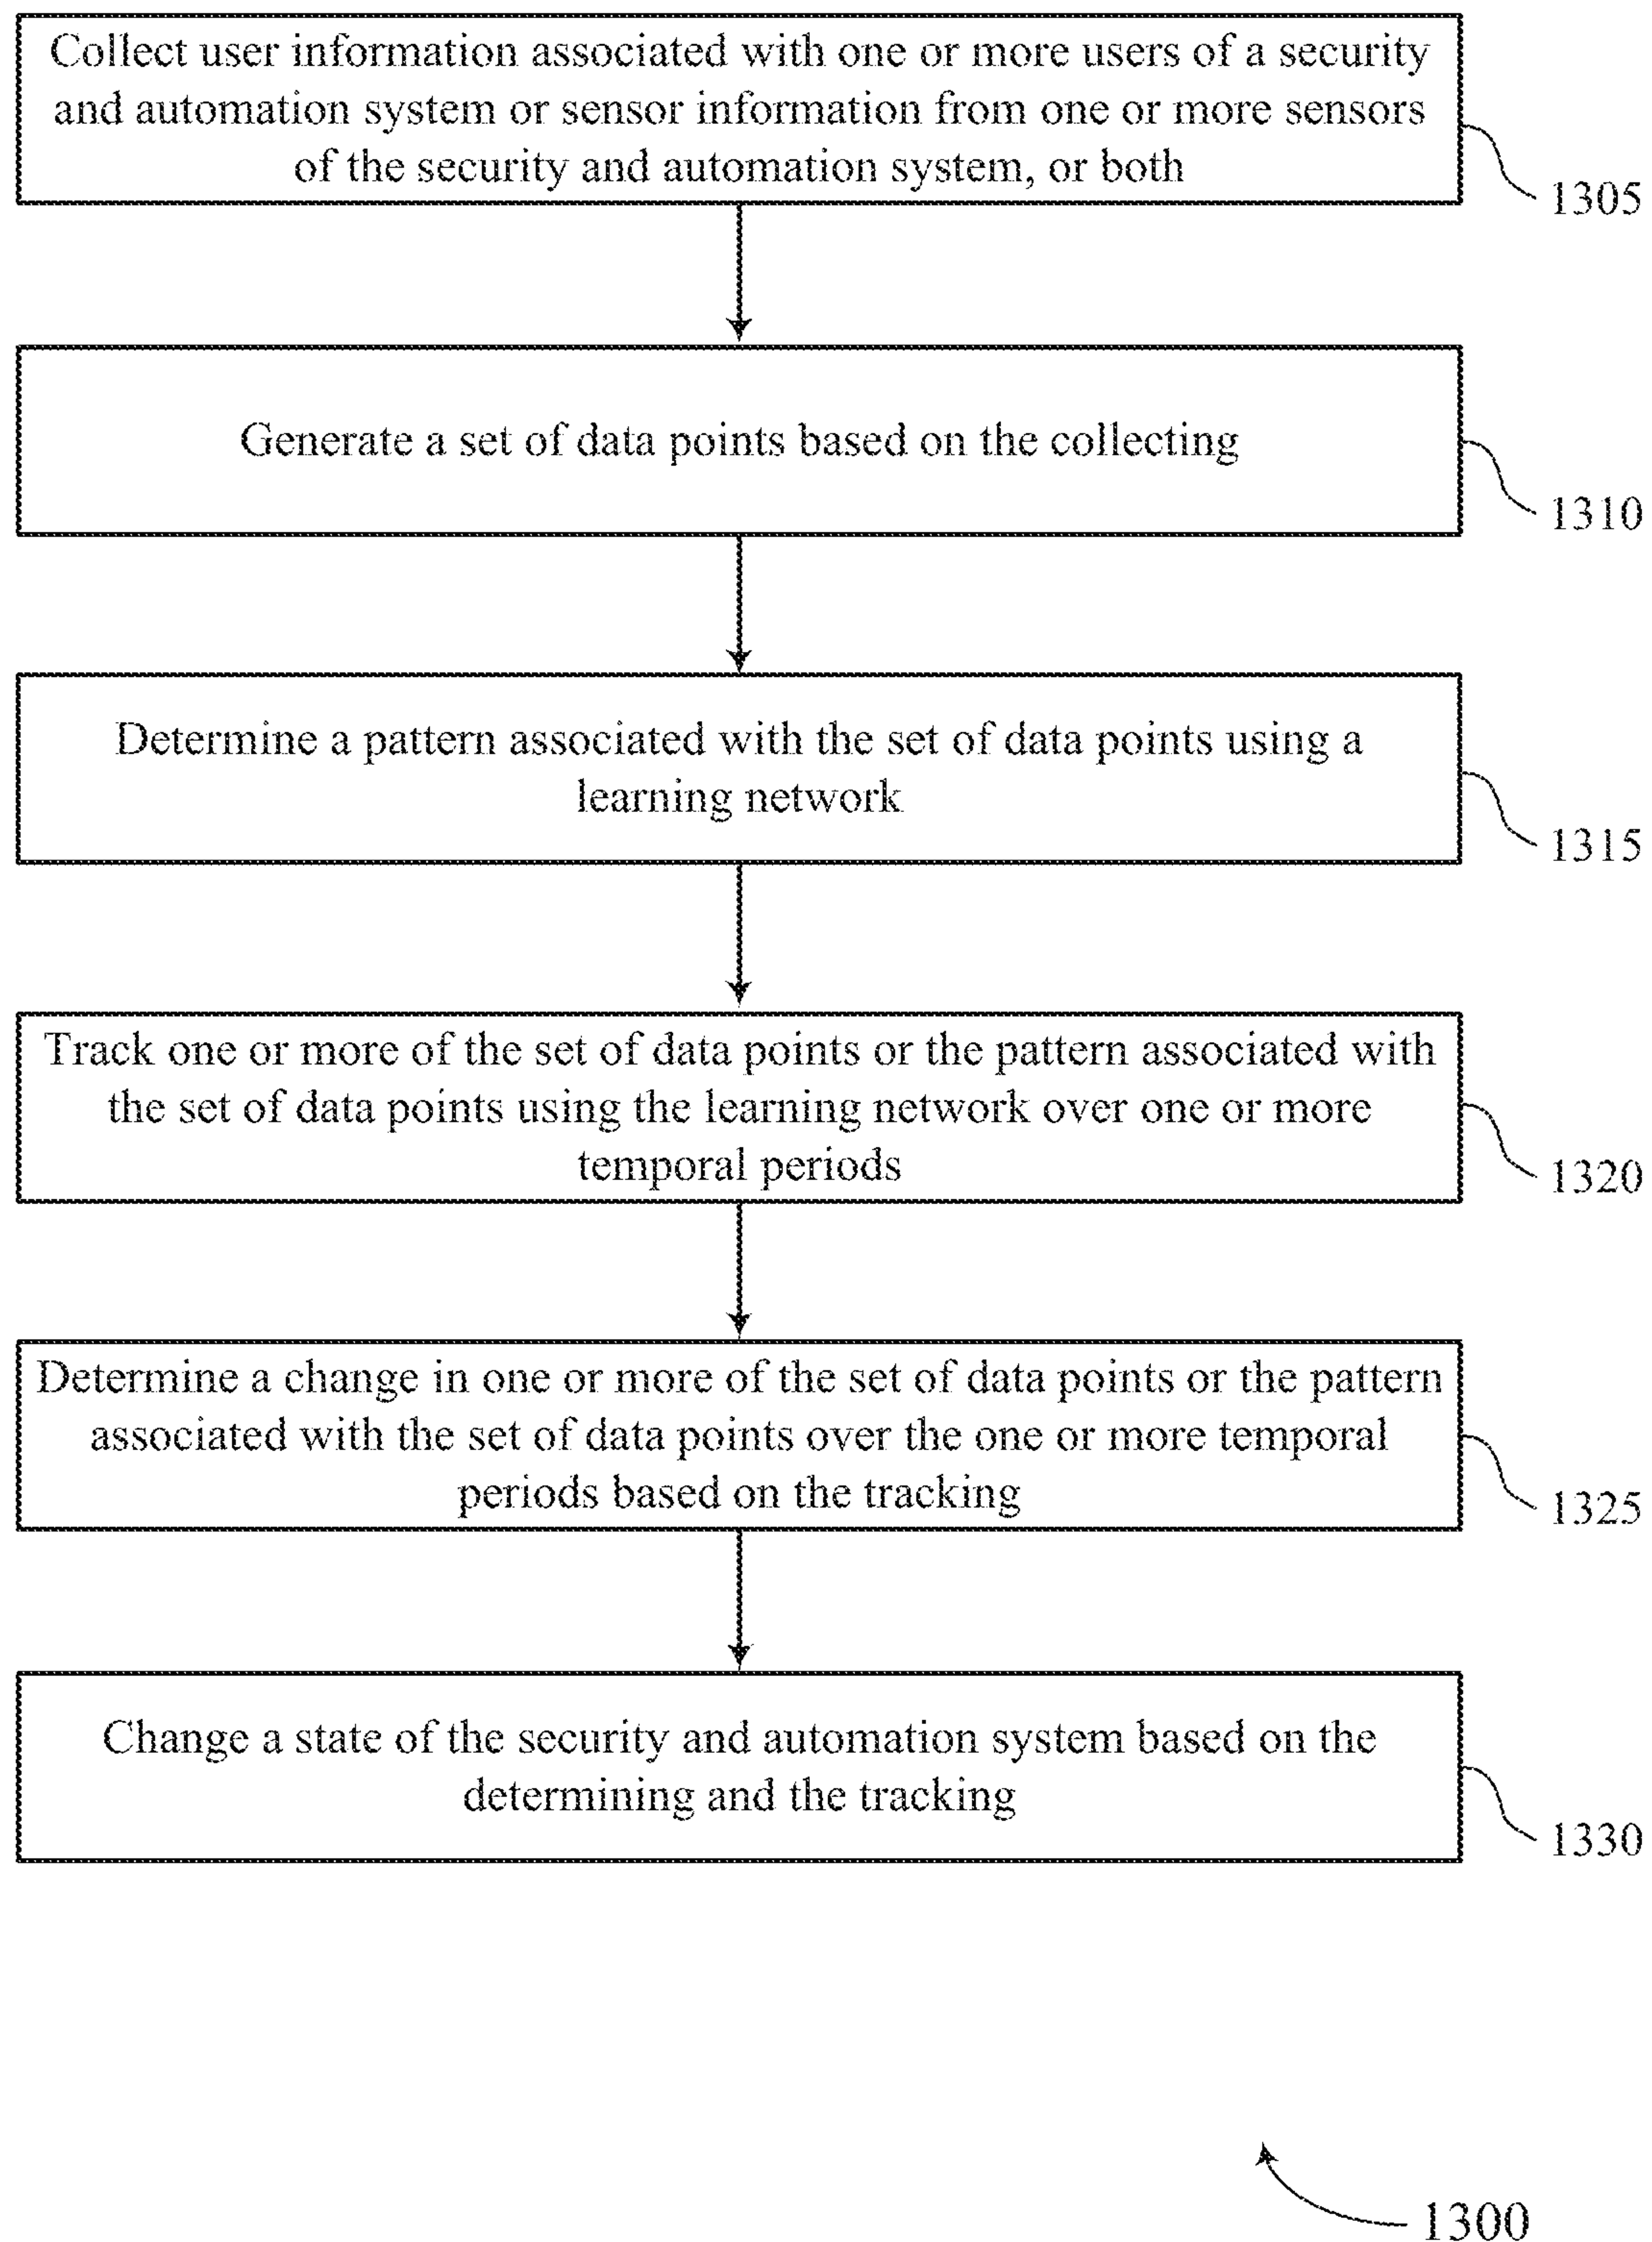 Collect user information associated with one or more users of a security
and automation system or sensor information from one or more sensors
of the security and automation system, or both
1305
Generate a set of data points based on the collecting
1310
Determine a pattern associated with the set of data points using a
learning network
1315
Track one or more of the set of data points or the pattern associated with
the set of data points using the learning network over one or more
temporal periods
1320
Determine a change in one or more of the set of data points or the pattern
associated with the set of data points over the one or more temporal
periods based on the tracking
1325
Change a state of the security and automation system based on the
determining and the tracking
1330
1300